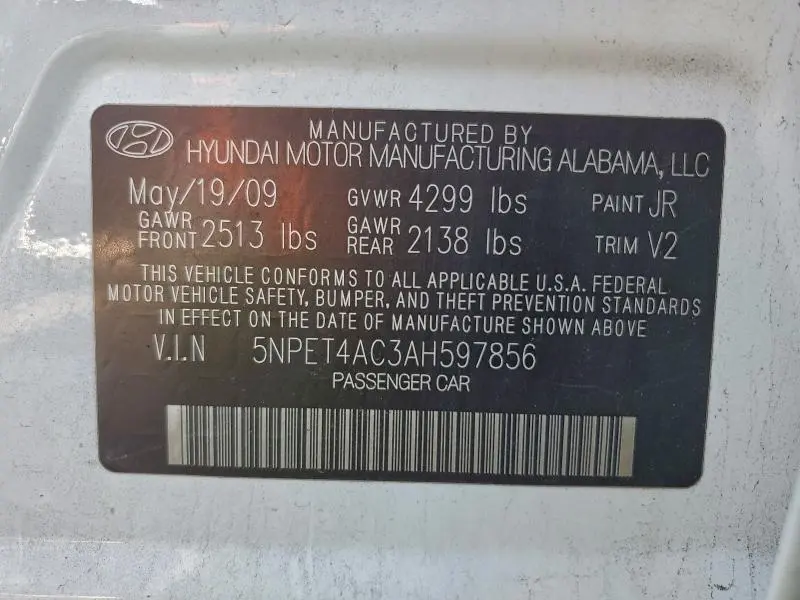 MANUFACTURED BY
HYUNDAI MOTOR MANUFACTURING ALABAMA, LLC
May/19/09 GVWR 4299 lbs PAINT JR
GAWR FRONT 2513 lbs GAWR REAR 2138 lbs TRIM V2
THIS VEHICLE CONFORMS TO ALL APPLICABLE U.S.A. FEDERAL
MOTOR VEHICLE SAFETY, BUMPER, AND THEFT PREVENTION STANDARDS
IN EFFECT ON THE DATE OF MANUFACTURE SHOWN ABOVE
V.I.N 5NPET4AC3AH597856
PASSENGER CAR